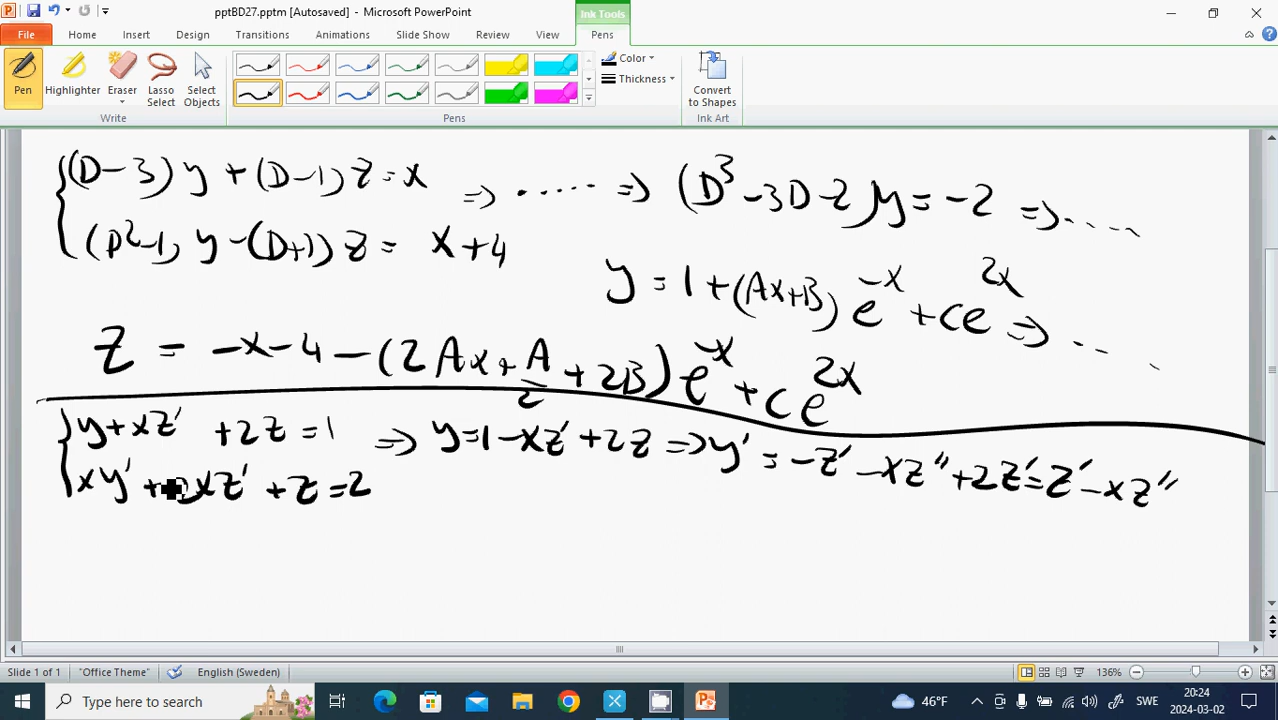 pptBD27.pptm [Autosaved] - Microsoft PowerPoint
Ink Tools
File Home Insert Design Transitions Animations Slide Show Review View Pens
Pen Highlighter Eraser Lasso Select Select Objects
Color
Thickness
Convert to Shapes
Write Pens Ink Art
(D-3)y + (D-1)z = x => ..... => (D³-3D-2)y = -2 => ....
(D²-1) y -(D+1) z = x+4
y = 1+(Ax+B) e^-x + ce^2x => ...
z = -x-4-(2Ax + A/2 + 2B) e^-x + c e^2x
y+xz' +2z =1 => y=1-xz'+2z => y' = -z' -xz'' +2z' = z' -xz''
xy' + xz' + z =2
Slide 1 of 1 "Office Theme" English (Sweden) 136%
Type here to search 46°F SWE 20:24
2024-03-02